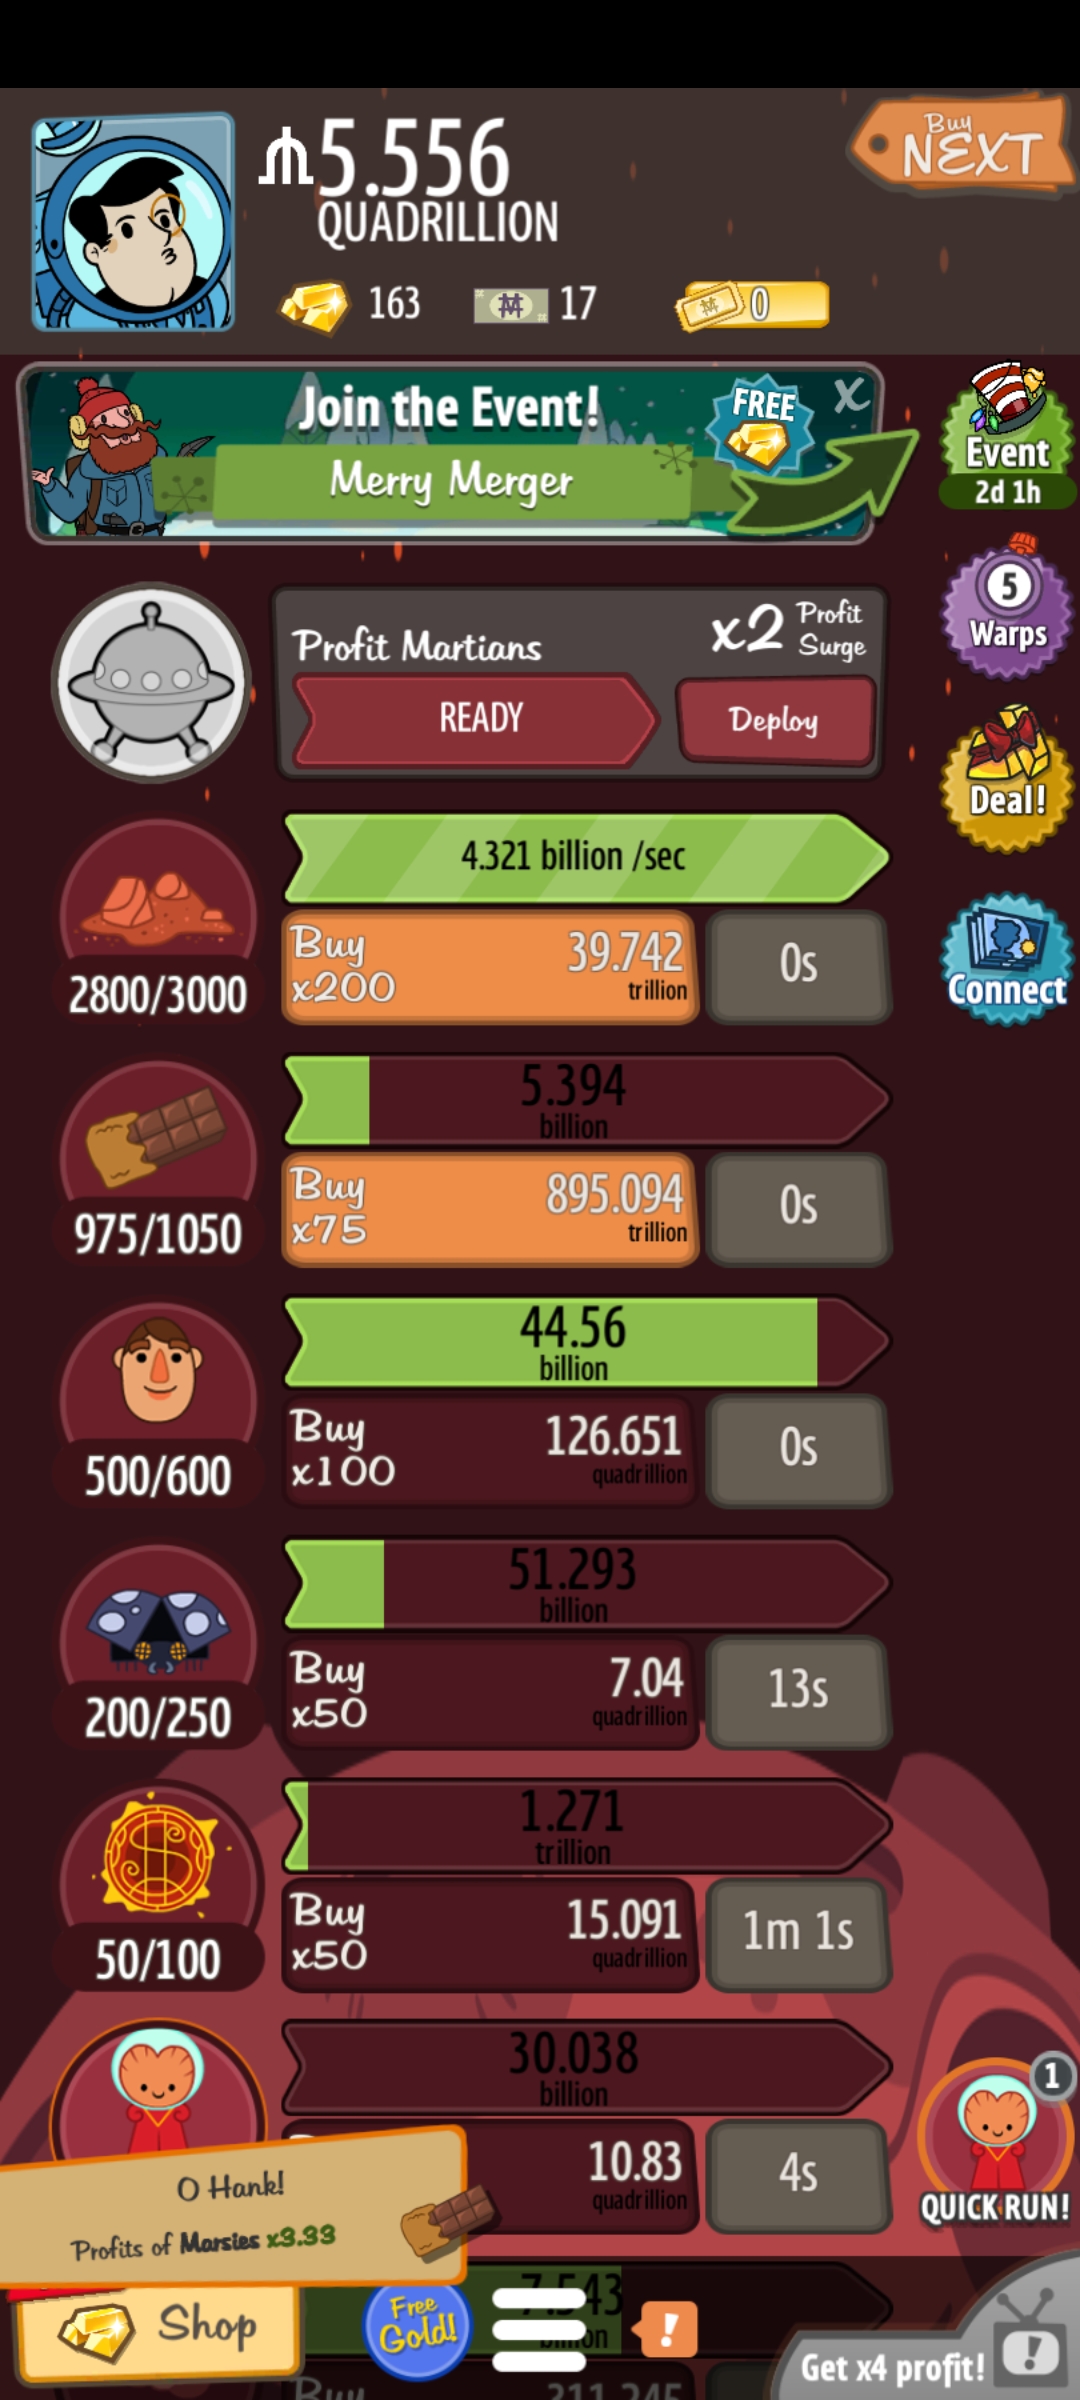 5.556
QUADRILLION
Buy
NEXT
163
17
0
Join the Event!
FREE
X
Merry Merger
Event
2d 1h
5
Warps
Profit Martians
x2 Profit Surge
READY
Deploy
Deal!
4.321 billion /sec
Buy
x200
39.742
trillion
0s
2800/3000
Connect
5.394
billion
Buy
x75
895.094
trillion
0s
975/1050
44.56
billion
Buy
x100
126.651
quadrillion
0s
500/600
51.293
billion
Buy
x50
7.04
quadrillion
13s
200/250
1.271
trillion
Buy
x50
15.091
quadrillion
1m 1s
50/100
30.038
billion
10.83
quadrillion
4s
1
QUICK RUN!
O Hank!
Profits of Marsies x3.33
Shop
Free
Gold!
!
Get x4 profit!
!
Buy
311.245